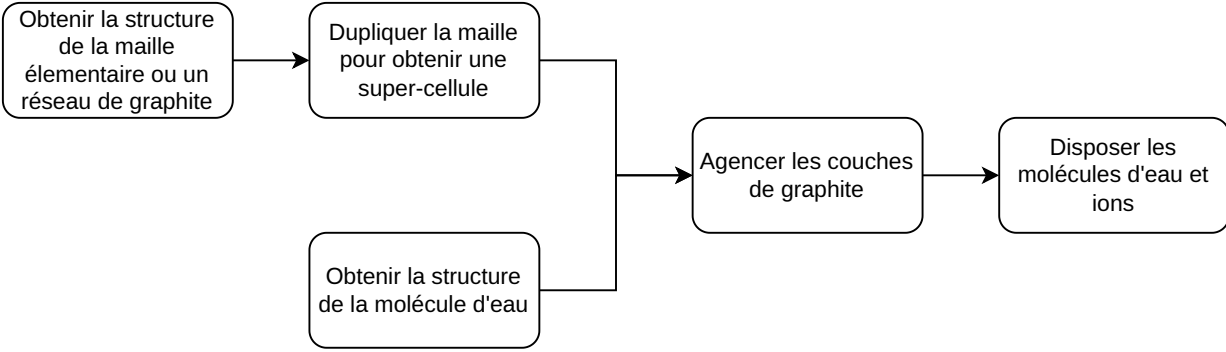 Obtenir la structure
de la maille
élementaire ou un
réseau de graphite
Dupliquer la maille
pour obtenir une
super-cellule
Obtenir la structure
de la molécule d'eau
Agencer les couches
de graphite
Disposer les
molécules d'eau et
ions